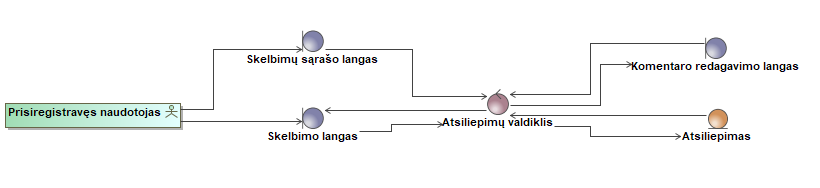 Skelbimų sąrašo langas
Komentaro redagavimo langas
Prisiregistravęs naudotojas
Skelbimo langas
Atsiliepimų valdiklis
Atsiliepimas